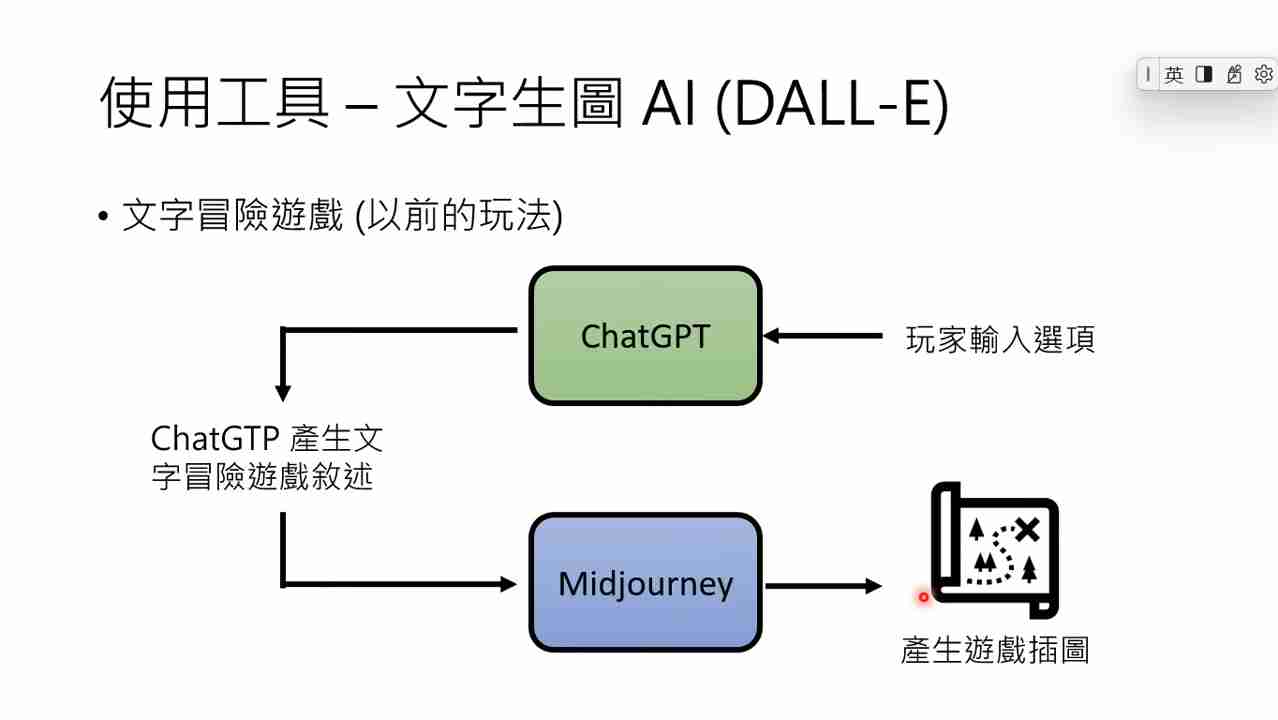 使用工具 – 文字生圖 AI (DALL-E)
英
• 文字冒險遊戲 (以前的玩法)
ChatGPT
玩家輸入選項
ChatGTP 產生文
字冒險遊戲敘述
Midjourney
產生遊戲插圖